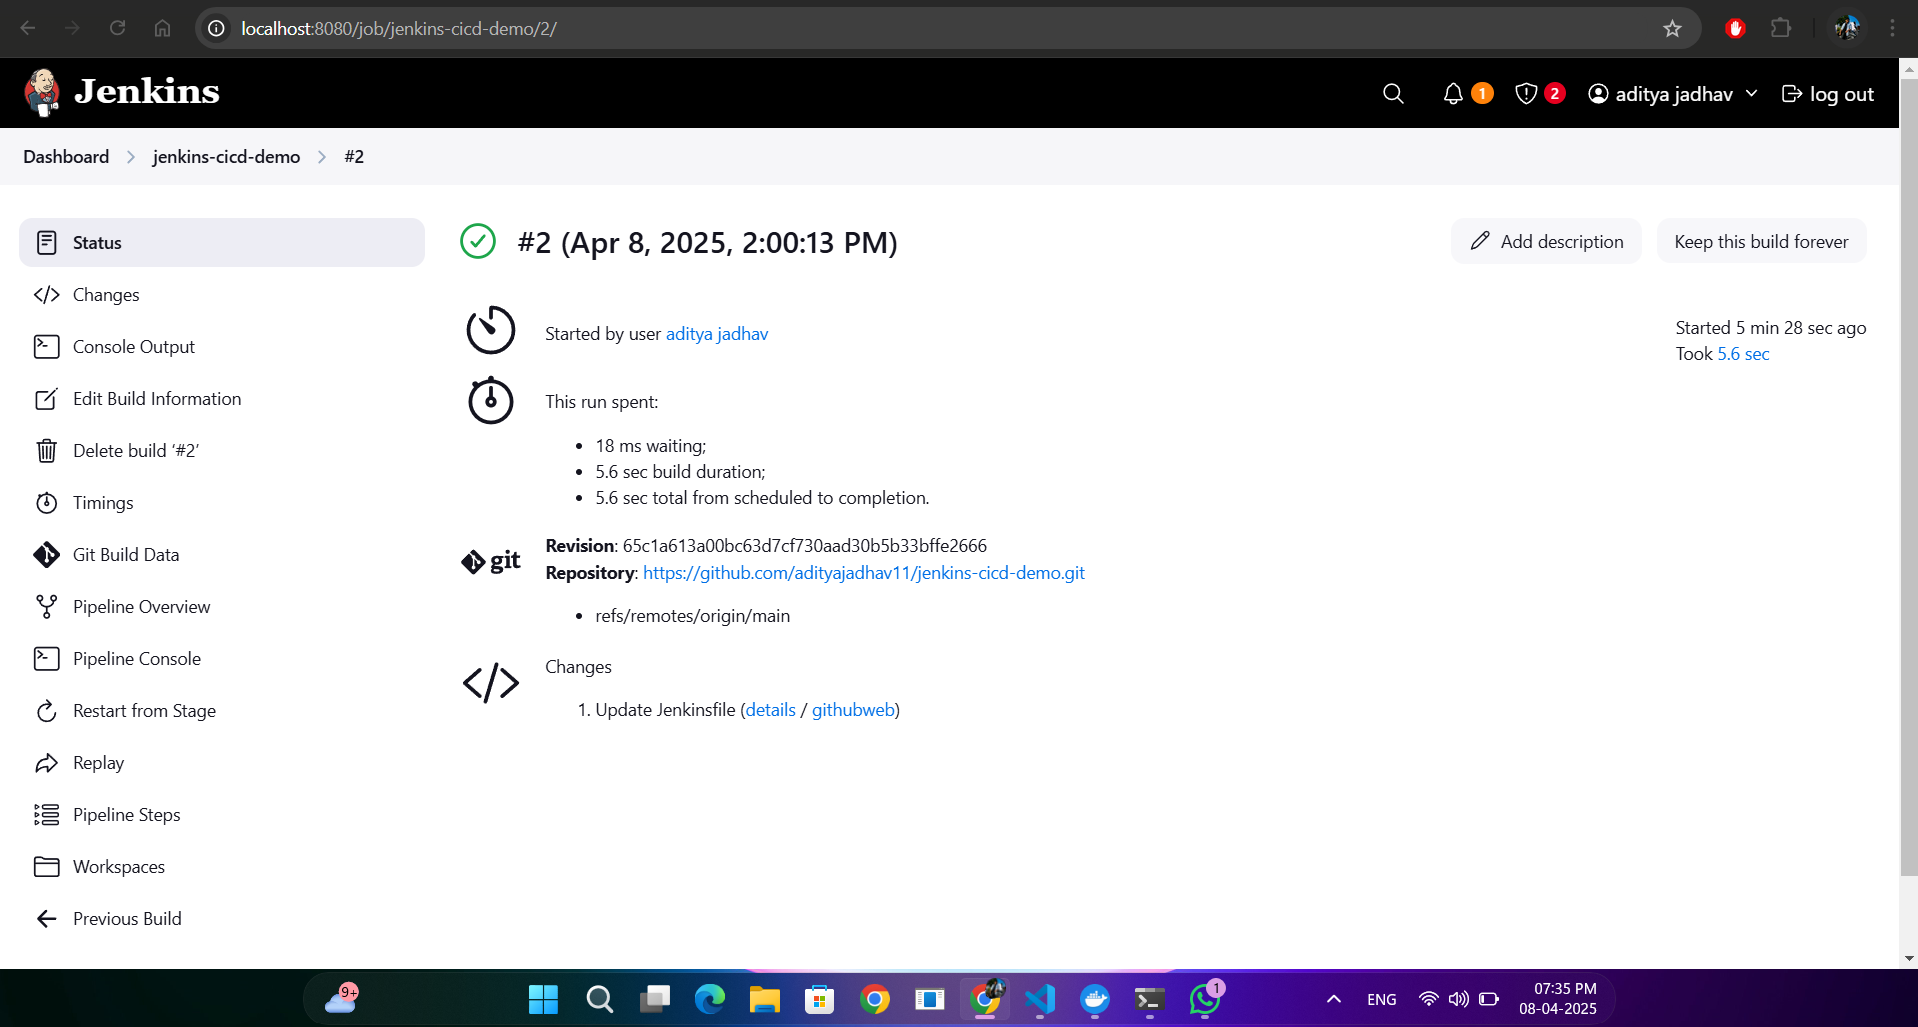 localhost:8080/job/jenkins-cicd-demo/2/
Jenkins
1
2
aditya jadhav
log out
Dashboard
jenkins-cicd-demo
#2
Status
Changes
Console Output
Edit Build Information
Delete build ‘#2’
Timings
Git Build Data
Pipeline Overview
Pipeline Console
Restart from Stage
Replay
Pipeline Steps
Workspaces
Previous Build
#2 (Apr 8, 2025, 2:00:13 PM)
Add description
Keep this build forever
Started by user aditya jadhav
Started 5 min 28 sec ago
Took 5.6 sec
This run spent:
• 18 ms waiting;
• 5.6 sec build duration;
• 5.6 sec total from scheduled to completion.
git
Revision: 65c1a613a00bc63d7cf730aad30b5b33bffe2666
Repository: https://github.com/adityajadhav11/jenkins-cicd-demo.git
• refs/remotes/origin/main
Changes
1. Update Jenkinsfile (details / githubweb)
9+
1
ENG
07:35 PM
08-04-2025